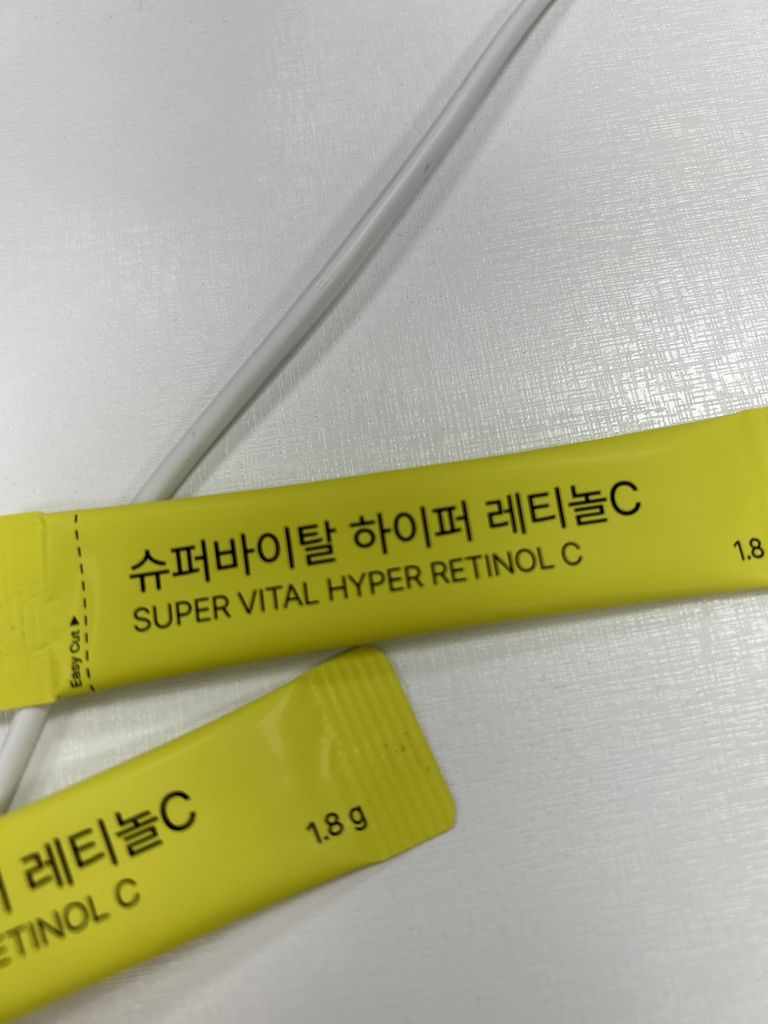 슈퍼바이탈 하이퍼 레티놀C
SUPER VITAL HYPER RETINOL C
1.8
Easy Cut ▶
레티놀C
ETINOL C
1.8 g